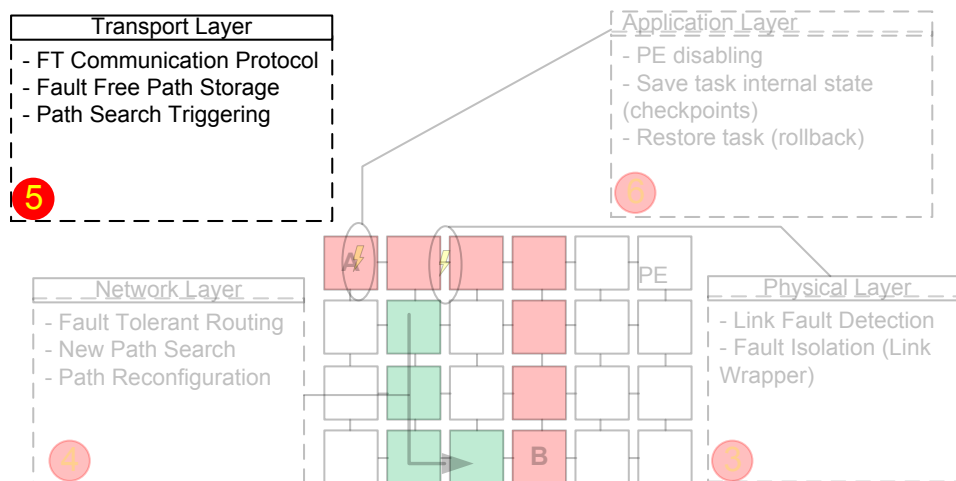 Transport Layer
- FT Communication Protocol
- Fault Free Path Storage
- Path Search Triggering
5
Application Layer
- PE disabling
- Save task internal state
(checkpoints)
- Restore task (rollback)
6
A
PE
B
Network Layer
- Fault Tolerant Routing
- New Path Search
- Path Reconfiguration
4
Physical Layer
- Link Fault Detection
- Fault Isolation (Link
Wrapper)
3